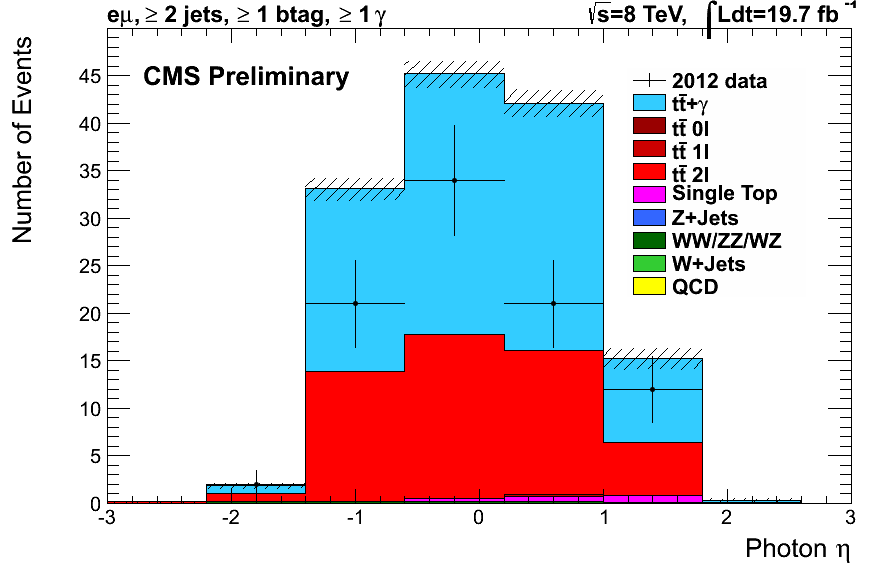 eμ, ≥ 2 jets, ≥ 1 btag, ≥ 1 γ
√s=8 TeV, ∫Ldt=19.7 fb⁻¹
CMS Preliminary
Number of Events
45
40
35
30
25
20
15
10
5
0
2012 data
tt̄+γ
tt̄ 0l
tt̄ 1l
tt̄ 2l
Single Top
Z+Jets
WW/ZZ/WZ
W+Jets
QCD
-3 -2 -1 0 1 2 3
Photon η